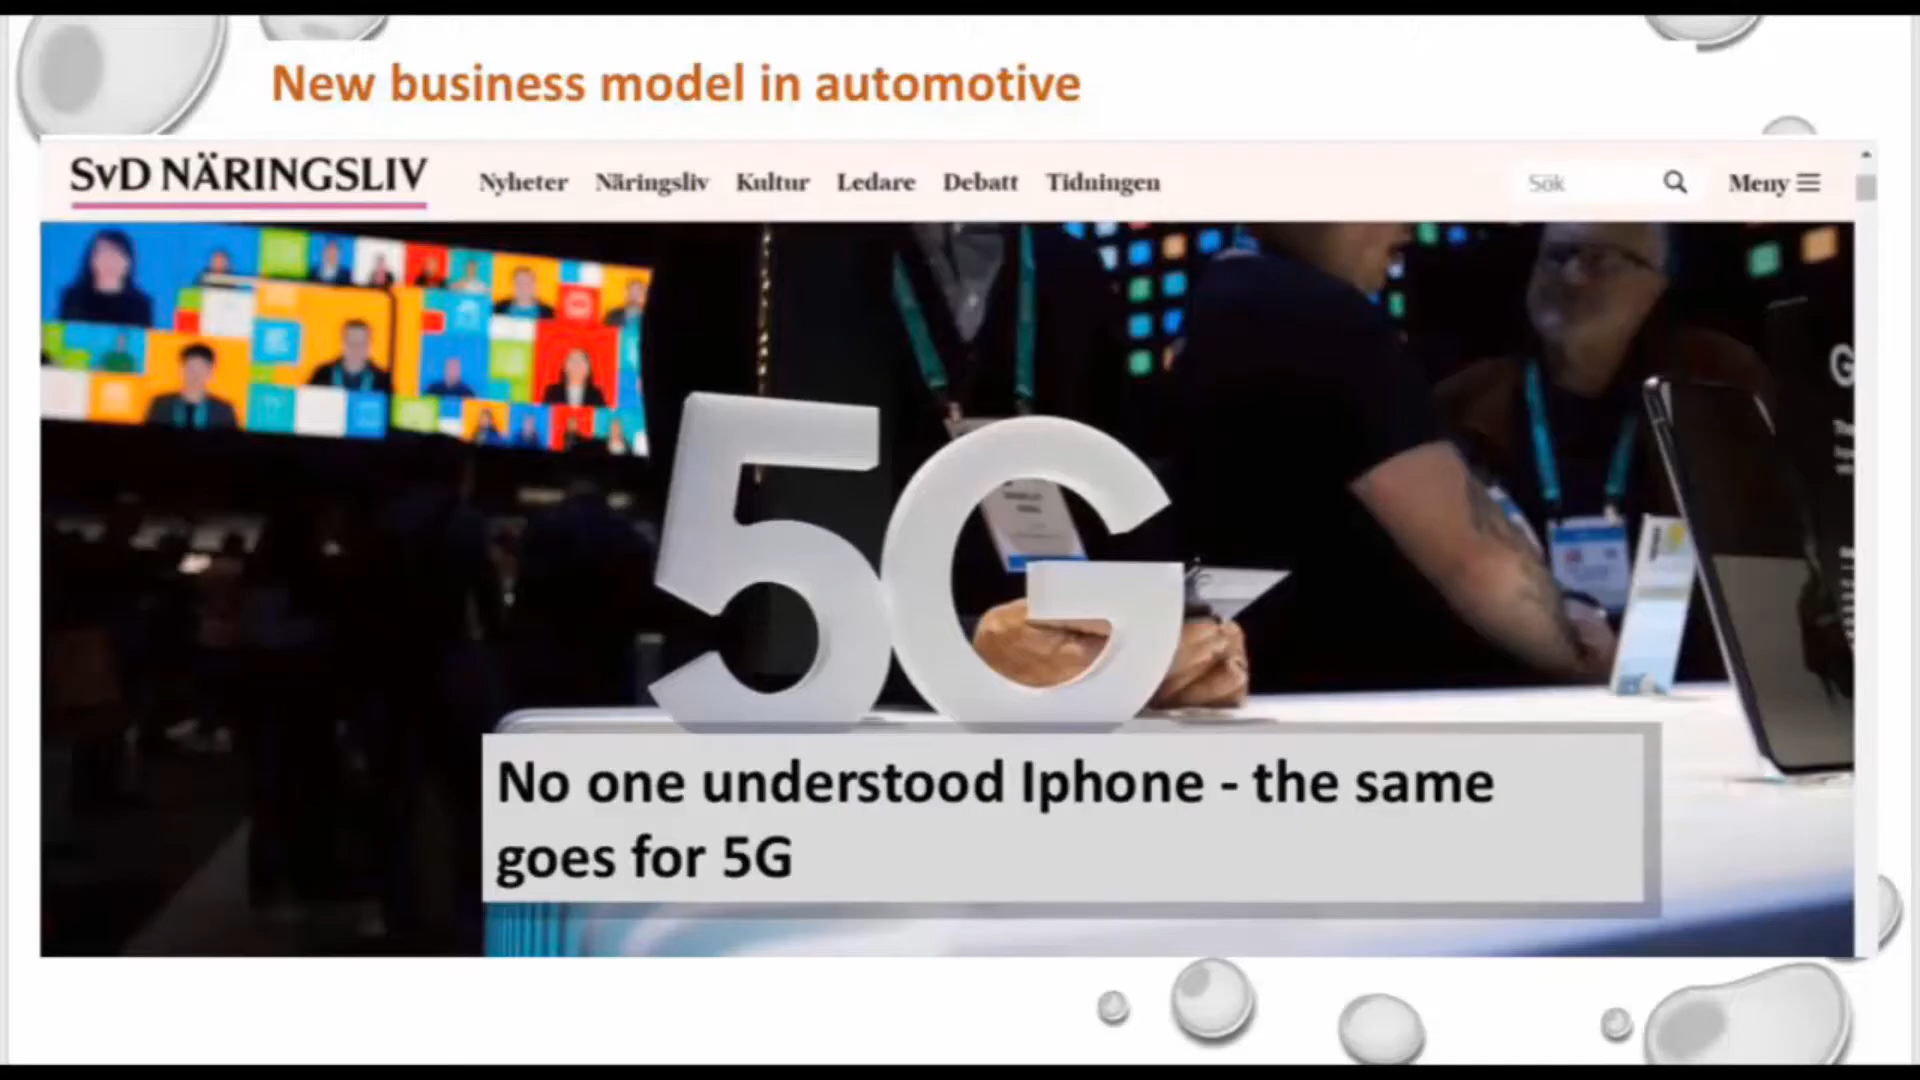 New business model in automotive
SvD NÄRINGSLIV
Nyheter Näringsliv Kultur Ledare Debatt Tidningen
Sök
Meny
5G
No one understood Iphone - the same
goes for 5G